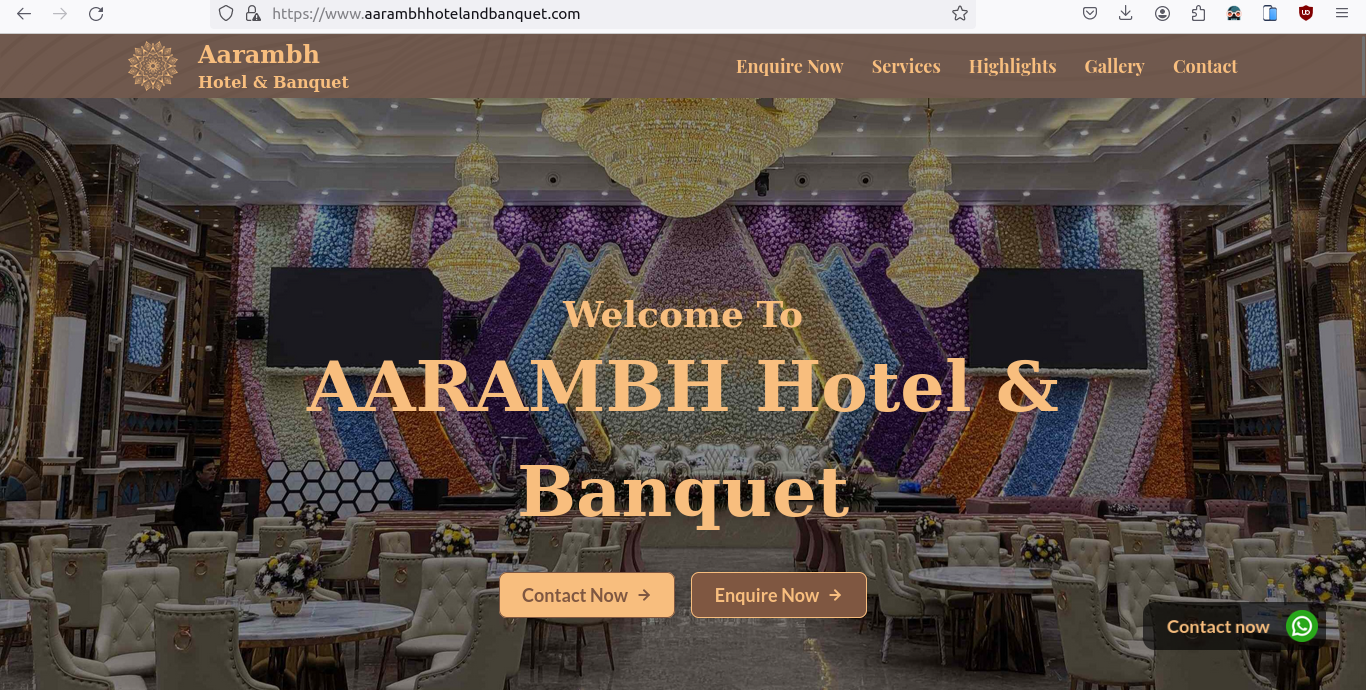 https://www.aarambhhotelandbanquet.com
Aarambh
Hotel & Banquet
Enquire Now Services Highlights Gallery Contact
Welcome To
AARAMBH Hotel &
Banquet
Contact Now → Enquire Now →
Contact now